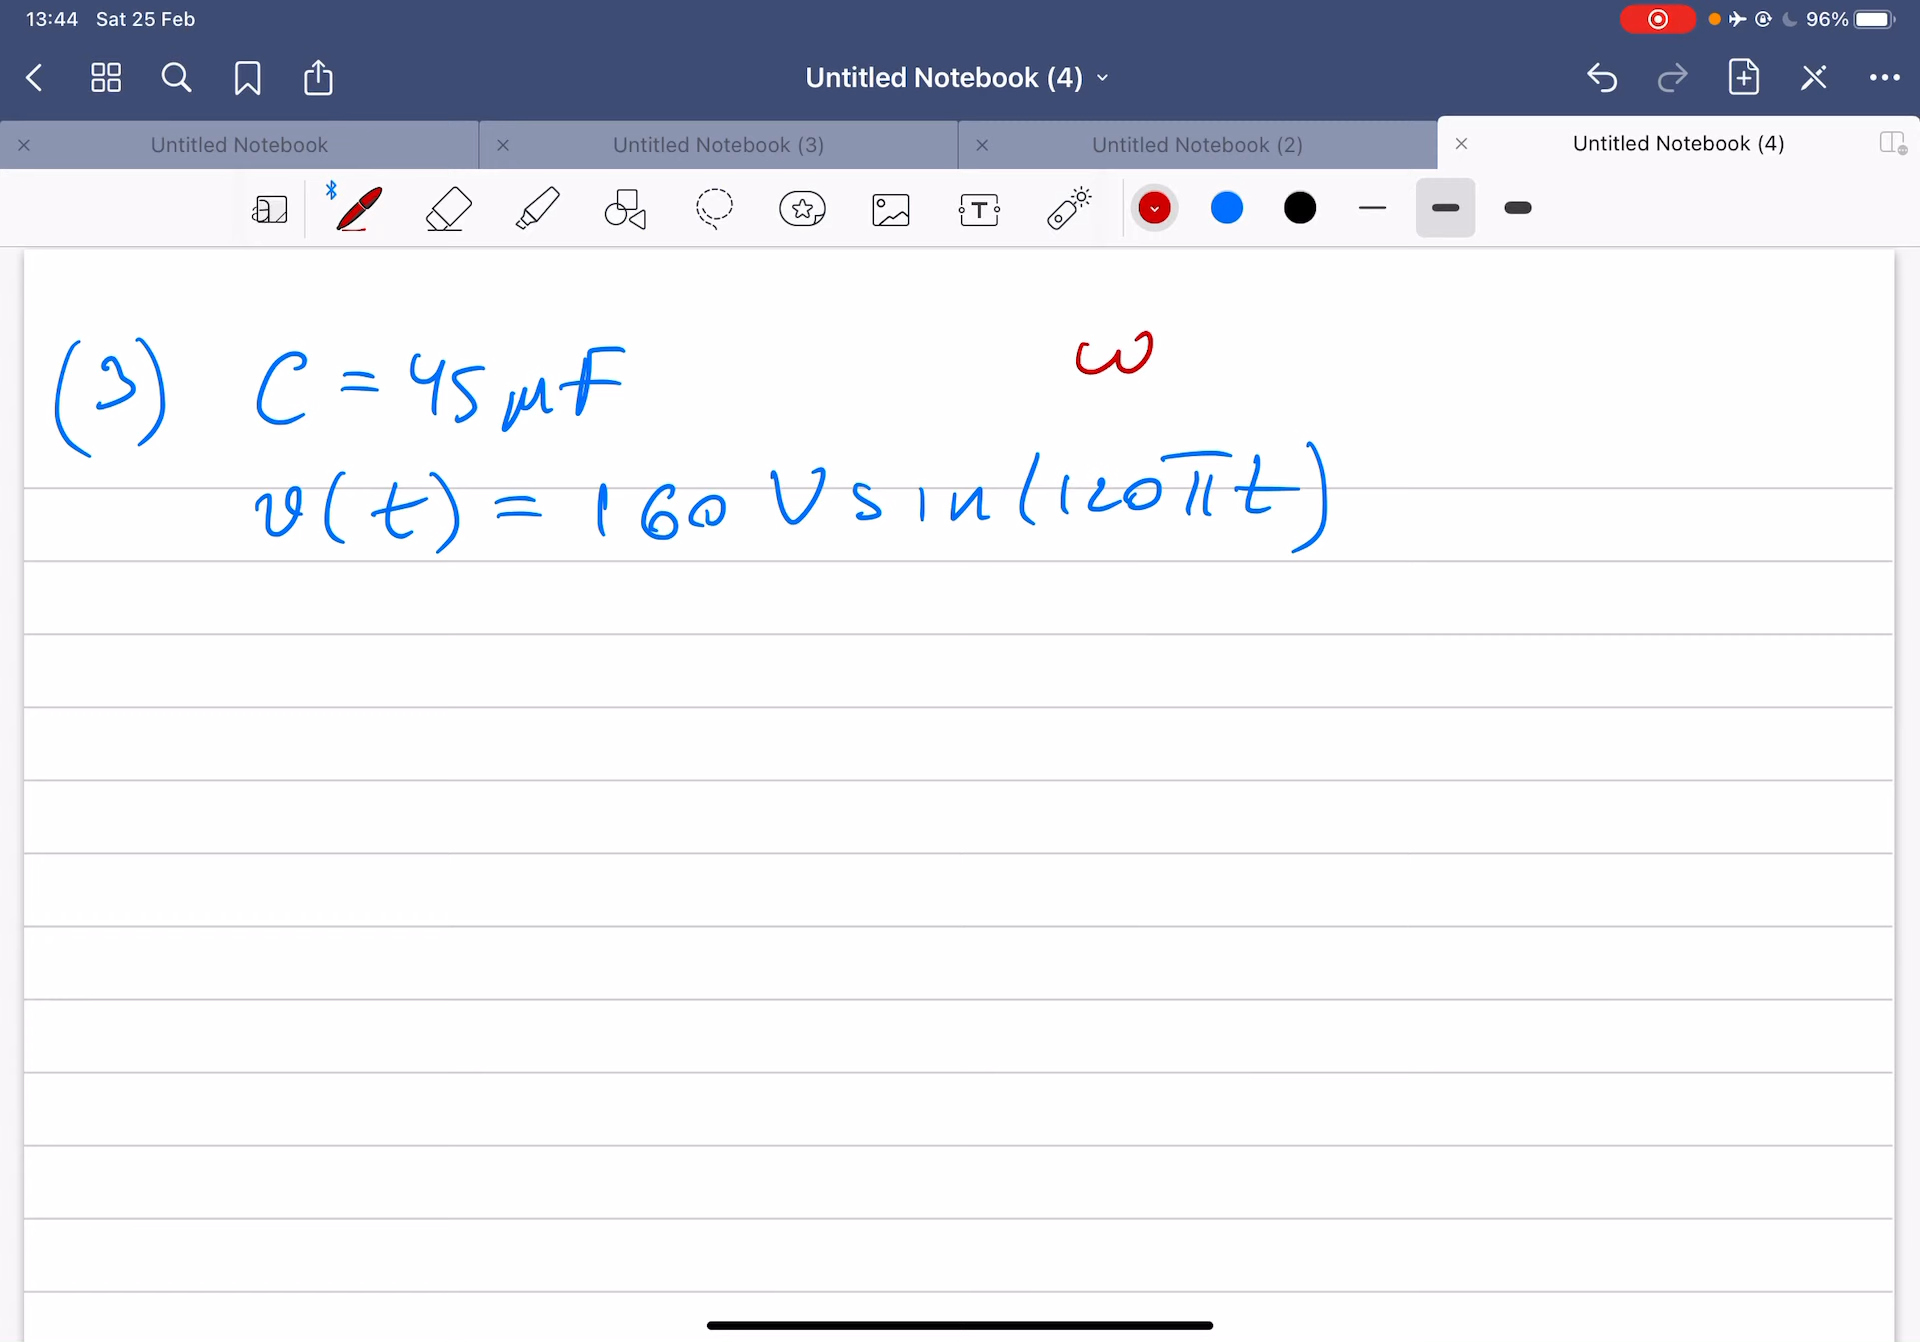 13:44 Sat 25 Feb
96%
Untitled Notebook (4)
Untitled Notebook
Untitled Notebook (3)
Untitled Notebook (2)
Untitled Notebook (4)
(3) C = 45 μF
ω
v(t) = 160 V sin(120πt)